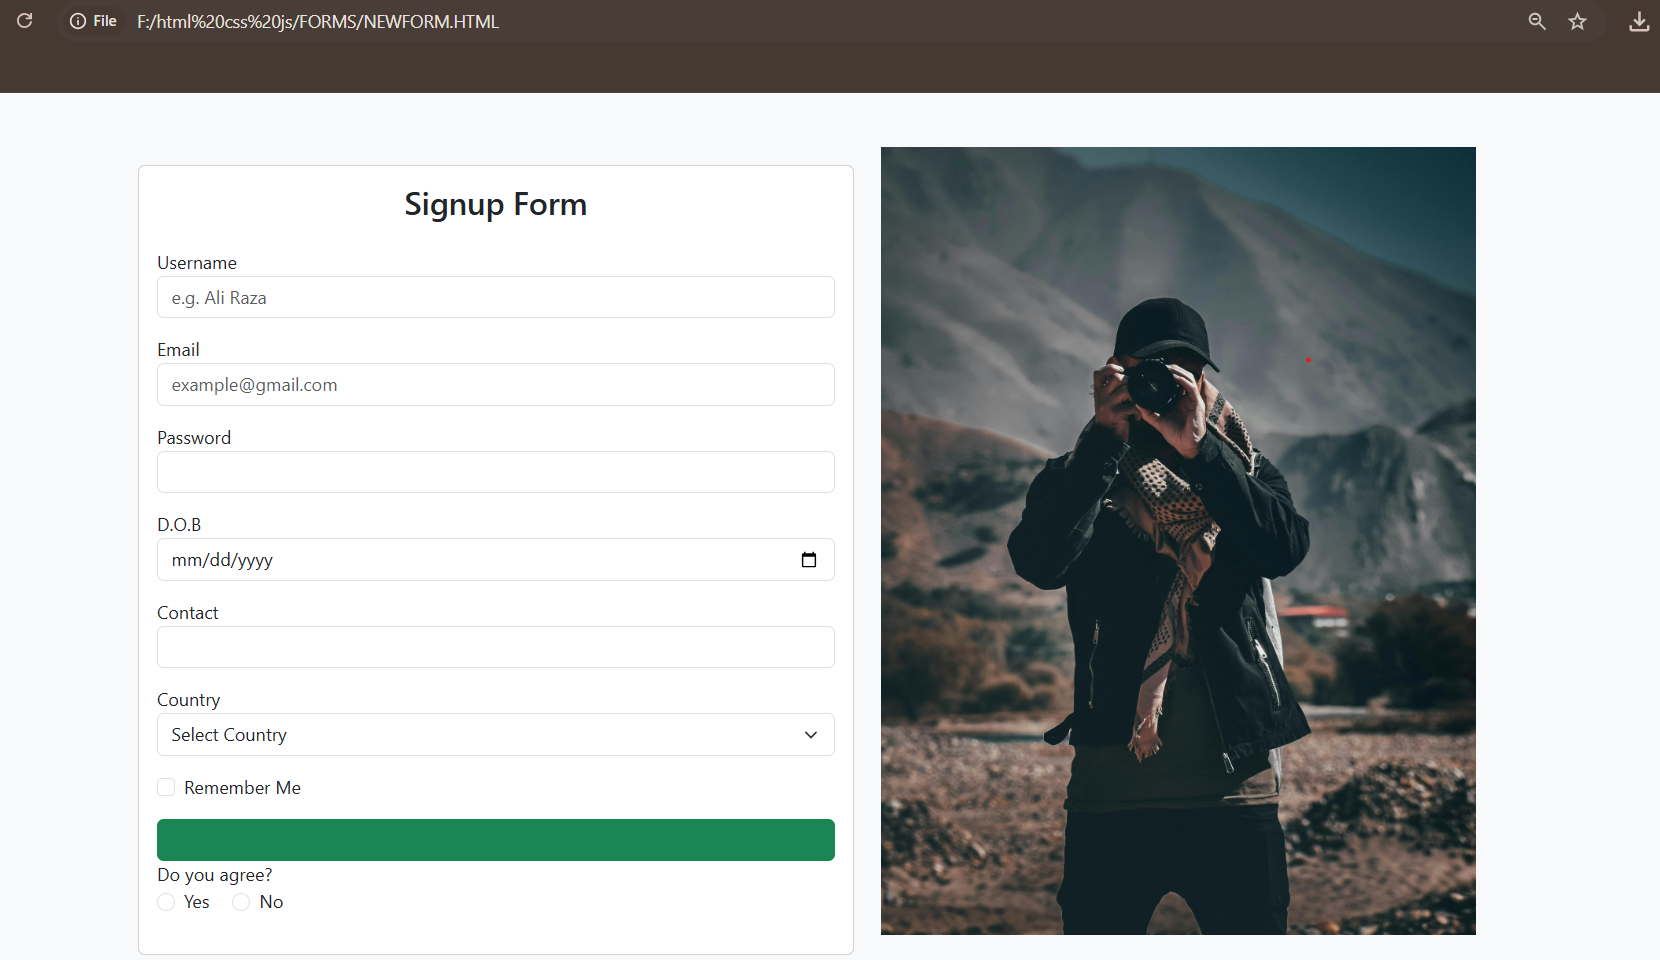 File F:/html%20css%20js/FORMS/NEWFORM.HTML
Signup Form
Username
e.g. Ali Raza
Email
example@gmail.com
Password
D.O.B
mm/dd/yyyy
Contact
Country
Select Country
Remember Me
Do you agree?
Yes No